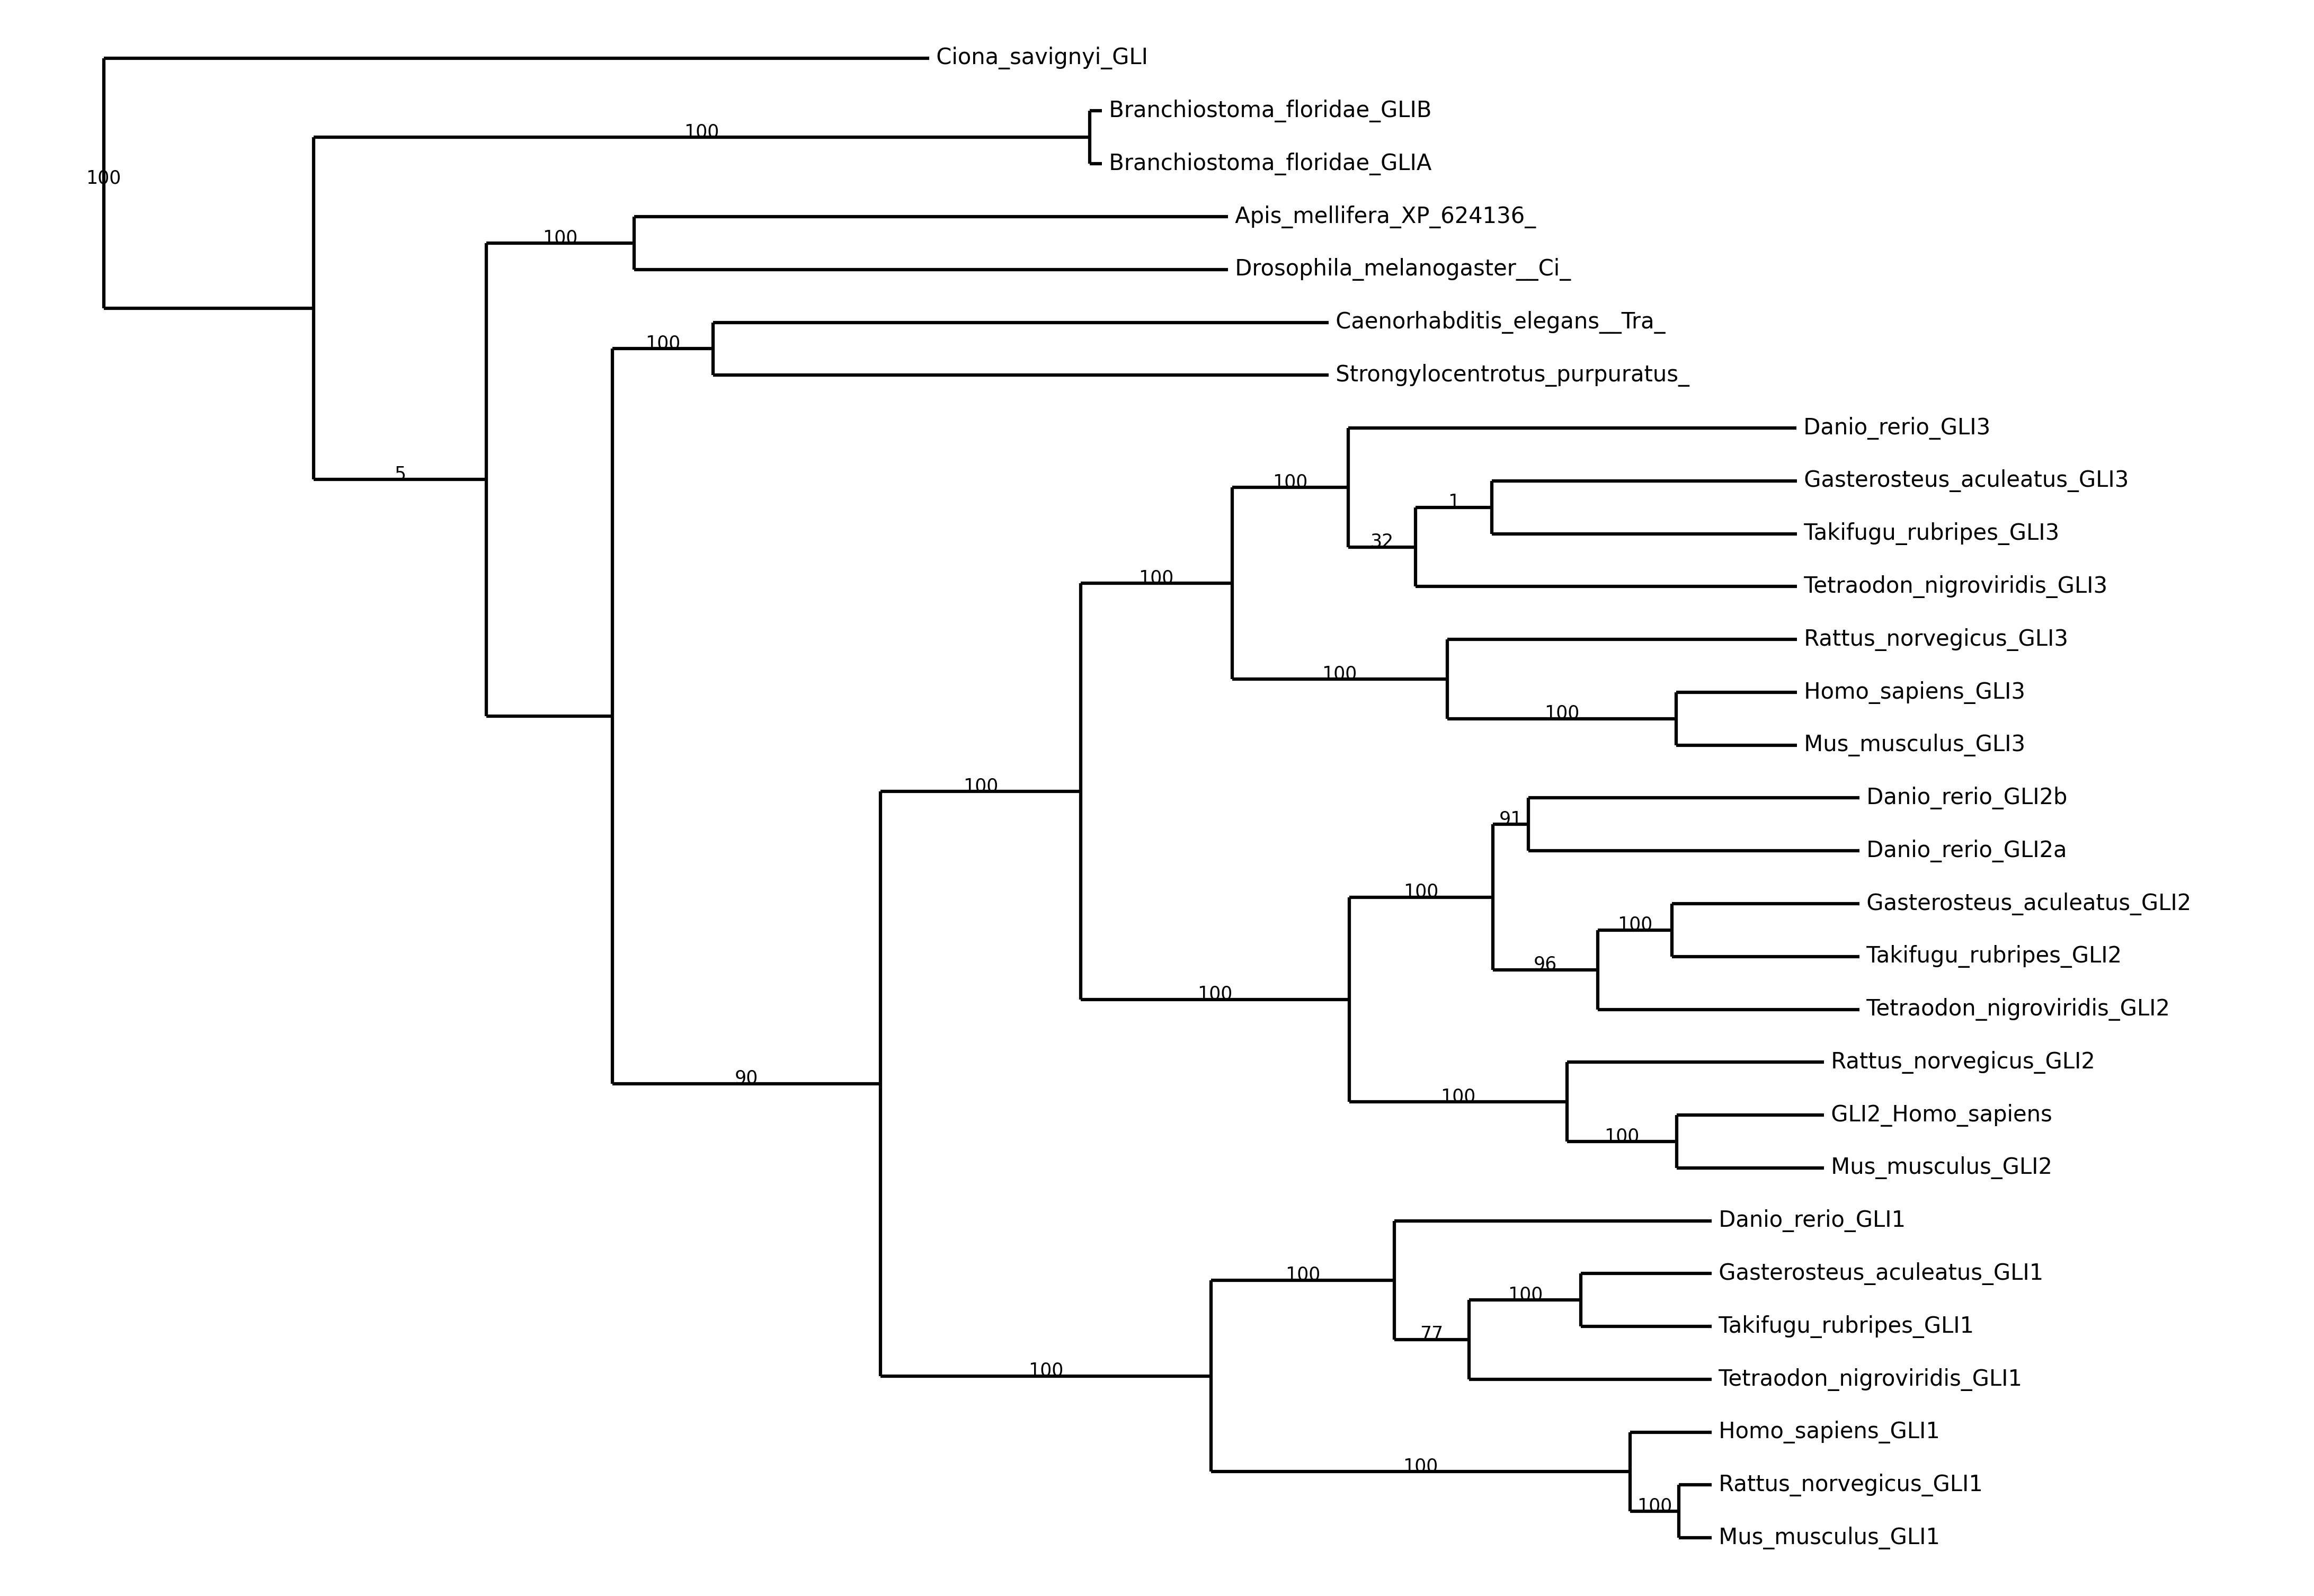 Ciona_savignyi_GLI
Branchiostoma_floridae_GLIB
100
Branchiostoma_floridae_GLIA
100
Apis_mellifera_XP_624136_
100
Drosophila_melanogaster__Ci_
Caenorhabditis_elegans__Tra_
100
Strongylocentrotus_purpuratus_
Danio_rerio_GLI3
5
Gasterosteus_aculeatus_GLI3
100
1
Takifugu_rubripes_GLI3
32
100
Tetraodon_nigroviridis_GLI3
Rattus_norvegicus_GLI3
100
Homo_sapiens_GLI3
100
Mus_musculus_GLI3
100
Danio_rerio_GLI2b
91
Danio_rerio_GLI2a
100
Gasterosteus_aculeatus_GLI2
100
Takifugu_rubripes_GLI2
96
100
Tetraodon_nigroviridis_GLI2
Rattus_norvegicus_GLI2
90
100
GLI2_Homo_sapiens
100
Mus_musculus_GLI2
Danio_rerio_GLI1
100
Gasterosteus_aculeatus_GLI1
100
Takifugu_rubripes_GLI1
77
100
Tetraodon_nigroviridis_GLI1
Homo_sapiens_GLI1
100
Rattus_norvegicus_GLI1
100
Mus_musculus_GLI1